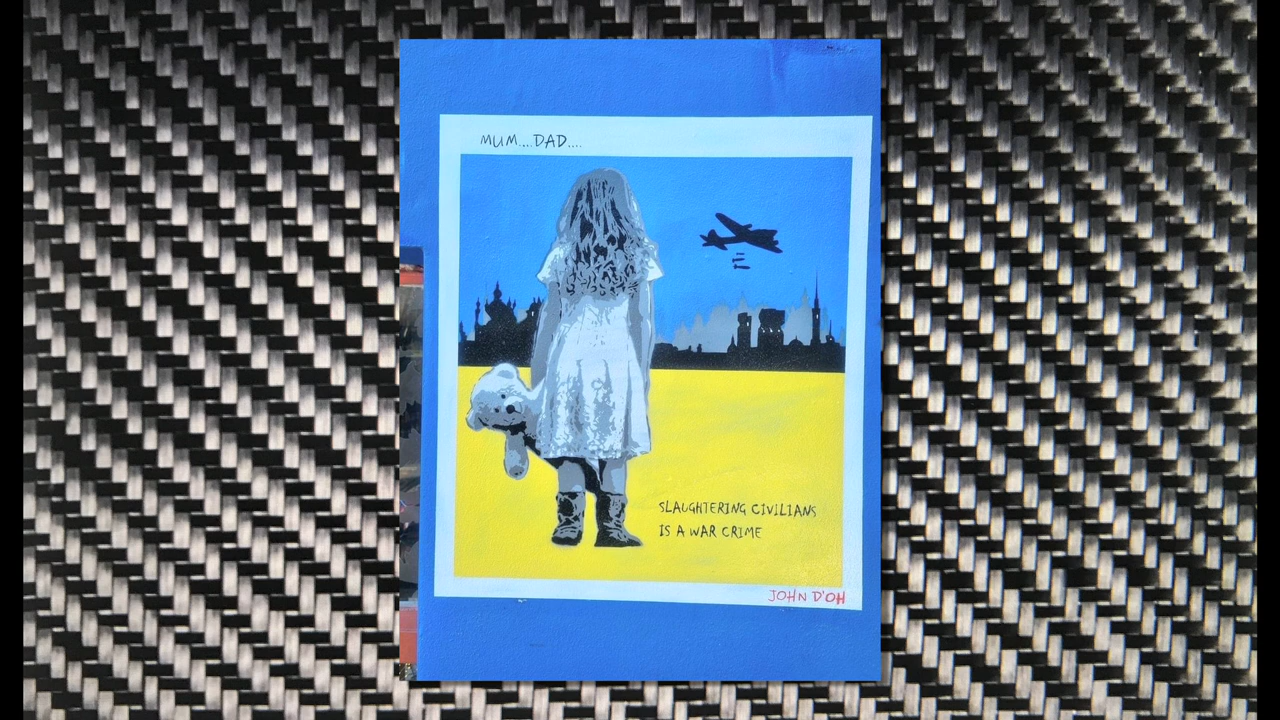 MUM....DAD....
SLAUGHTERING CIVILIANS
IS A WAR CRIME
JOHN D'OH